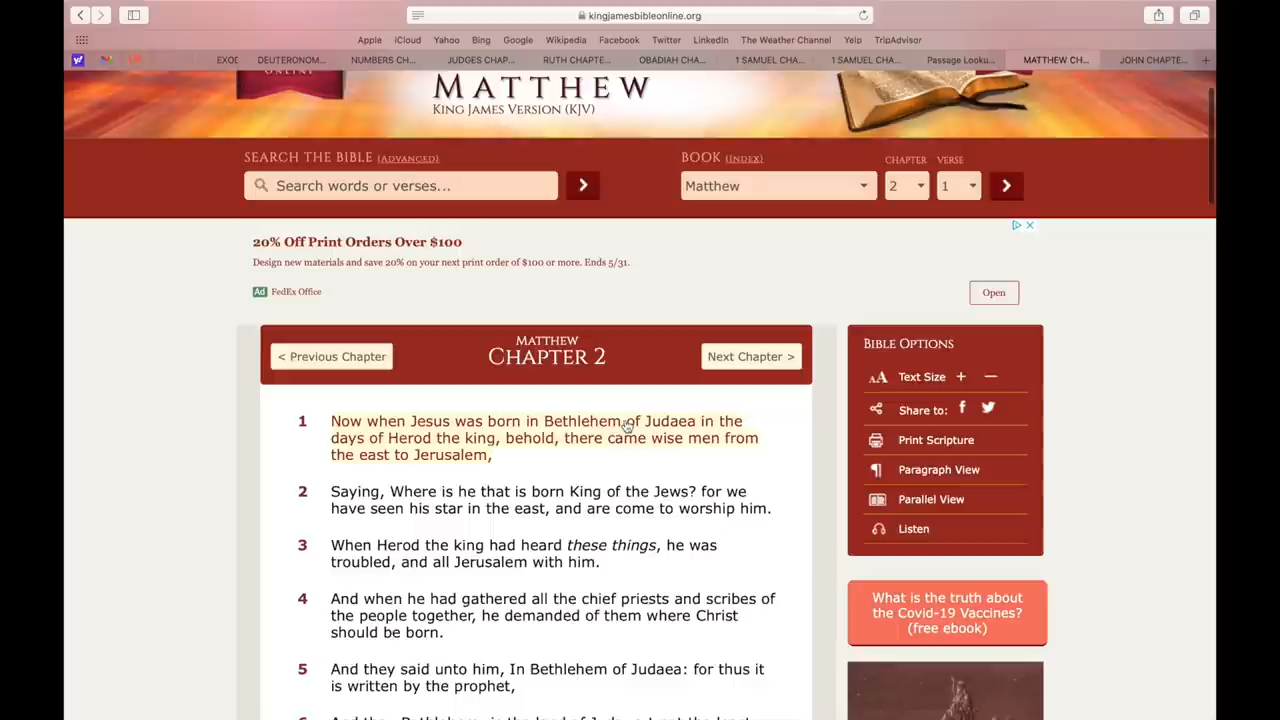 kingjamesbibleonline.org
Apple iCloud Yahoo Bing Google Wikipedia Facebook Twitter LinkedIn The Weather Channel Yelp TripAdvisor
EXOD DEUTERONOM... NUMBERS CH... JUDGES CHAP... RUTH CHAPTE... OBADIAH CHA... 1 SAMUEL CHA... 1 SAMUEL CHA... Passage Looku... MATTHEW CH... JOHN CHAPTE...
ONLINE
MATTHEW
KING JAMES VERSION (KJV)
SEARCH THE BIBLE (ADVANCED)
BOOK (INDEX) CHAPTER VERSE
Search words or verses...
Matthew 2 1
20% Off Print Orders Over $100
Design new materials and save 20% on your next print order of $100 or more. Ends 5/31.
Ad FedEx Office
Open
< Previous Chapter
MATTHEW
CHAPTER 2
Next Chapter >
1 Now when Jesus was born in Bethlehem of Judaea in the
days of Herod the king, behold, there came wise men from
the east to Jerusalem,
2 Saying, Where is he that is born King of the Jews? for we
have seen his star in the east, and are come to worship him.
3 When Herod the king had heard these things, he was
troubled, and all Jerusalem with him.
4 And when he had gathered all the chief priests and scribes of
the people together, he demanded of them where Christ
should be born.
5 And they said unto him, In Bethlehem of Judaea: for thus it
is written by the prophet,
BIBLE OPTIONS
AA Text Size + −
Share to:
Print Scripture
Paragraph View
Parallel View
Listen
What is the truth about
the Covid-19 Vaccines?
(free ebook)